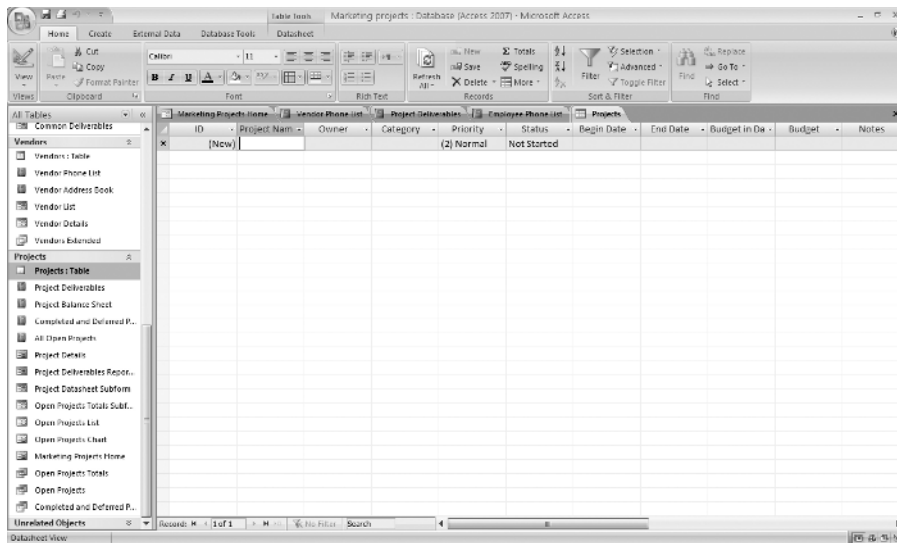 Table Tools Marketing projects : Database (Access 2007) - Microsoft Access
Home Create External Data Database Tools Datasheet
View
Paste
Cut
Copy
Format Painter
Calibri 11
B I U A
Refresh All
New
Save
Delete
Σ Totals
Spelling
More
Filter
Selection
Advanced
Toggle Filter
Find
Replace
Go To
Select
Views Clipboard Font Rich Text Records Sort & Filter Find
All Tables
Common Deliverables
Vendors
Vendors : Table
Vendor Phone List
Vendor Address Book
Vendor List
Vendor Details
Vendors Extended
Projects
Projects : Table
Project Deliverables
Project Balance Sheet
Completed and Deferred P...
All Open Projects
Project Details
Project Deliverables Repor...
Project Datasheet Subform
Open Projects Totals Subf...
Open Projects List
Open Projects Chart
Marketing Projects Home
Open Projects Totals
Open Projects
Completed and Deferred P...
Unrelated Objects
Marketing Projects Home Vendor Phone List Project Deliverables Employee Phone List Projects
ID Project Nam Owner Category Priority Status Begin Date End Date Budget in Da Budget Notes
(New) (2) Normal Not Started
Record: 1 of 1 No Filter Search
Datasheet View